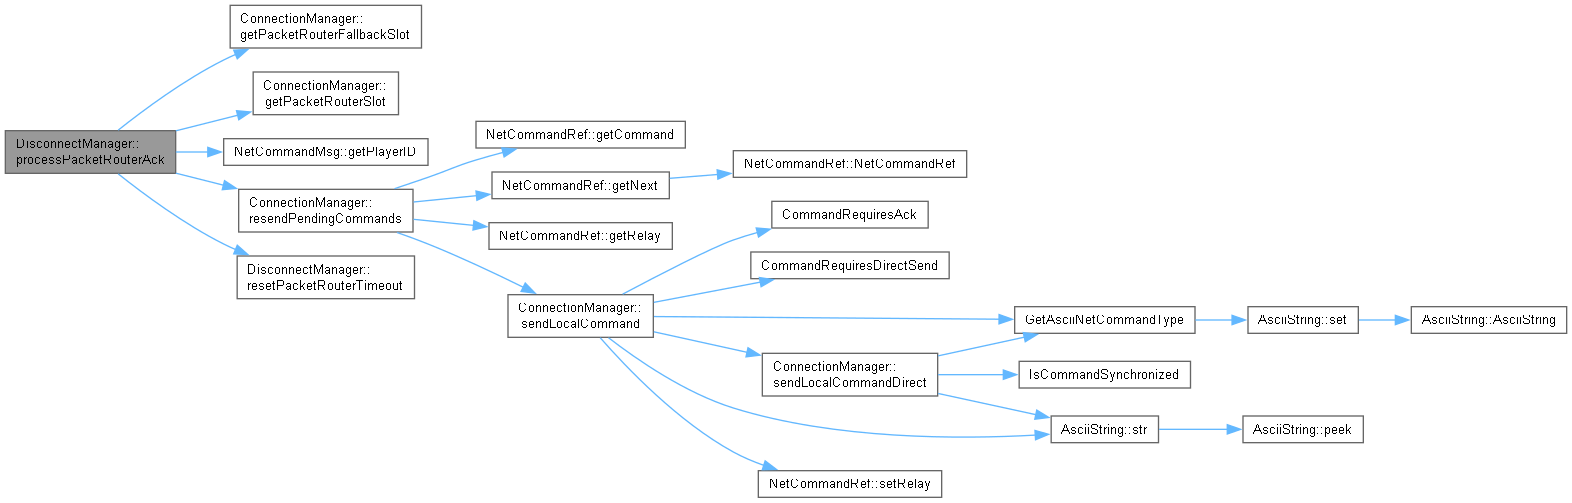 ConnectionManager::
getPacketRouterFallbackSlot
ConnectionManager::
getPacketRouterSlot
DisconnectManager::
processPacketRouterAck
NetCommandMsg::getPlayerID
ConnectionManager::
resendPendingCommands
DisconnectManager::
resetPacketRouterTimeout
NetCommandRef::getCommand
NetCommandRef::getNext
NetCommandRef::NetCommandRef
NetCommandRef::getRelay
ConnectionManager::
sendLocalCommand
CommandRequiresAck
CommandRequiresDirectSend
GetAsciiNetCommandType
AsciiString::set
AsciiString::AsciiString
ConnectionManager::
sendLocalCommandDirect
IsCommandSynchronized
AsciiString::str
AsciiString::peek
NetCommandRef::setRelay